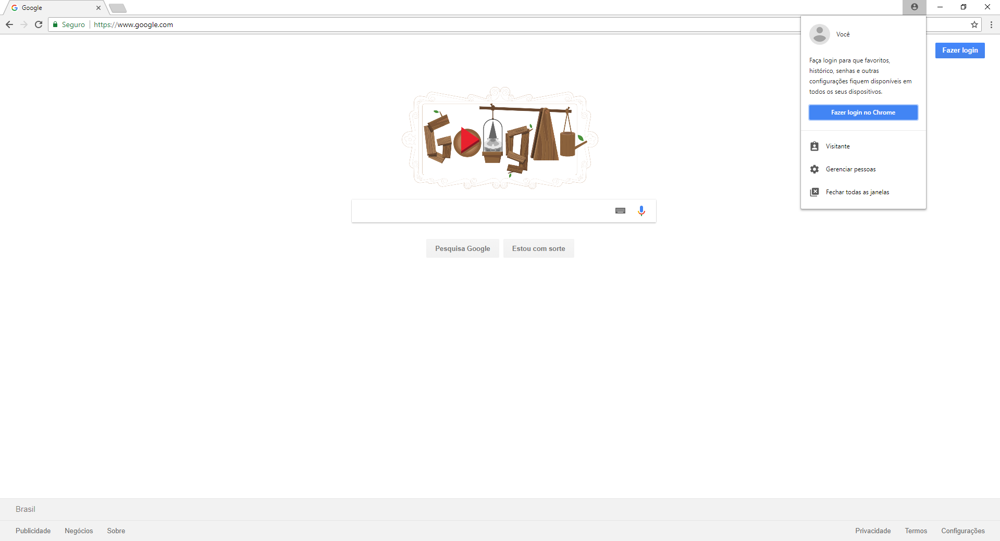 Google
Seguro
https://www.google.com
Você
Fazer login
Faça login para que favoritos,
histórico, senhas e outras
configurações fiquem disponíveis em
todos os seus dispositivos.
Fazer login no Chrome
Visitante
Gerenciar pessoas
Fechar todas as janelas
Pesquisa Google
Estou com sorte
Brasil
Publicidade
Negócios
Sobre
Privacidade
Termos
Configurações